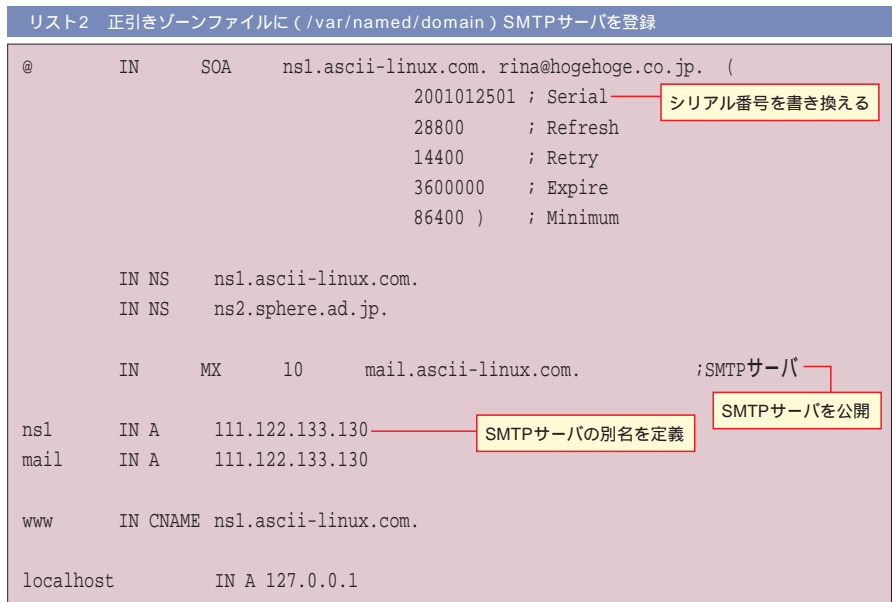 リスト2　正引きゾーンファイルに（/var/named/domain）SMTPサーバを登録
@ IN SOA ns1.ascii-linux.com. rina@hogehoge.co.jp. (
2001012501 ; Serial シリアル番号を書き換える
28800 ; Refresh
14400 ; Retry
3600000 ; Expire
86400 ) ; Minimum
IN NS ns1.ascii-linux.com.
IN NS ns2.sphere.ad.jp.
IN MX 10 mail.ascii-linux.com. ;SMTPサーバ
SMTPサーバを公開
ns1 IN A 111.122.133.130 SMTPサーバの別名を定義
mail IN A 111.122.133.130
www IN CNAME ns1.ascii-linux.com.
localhost IN A 127.0.0.1